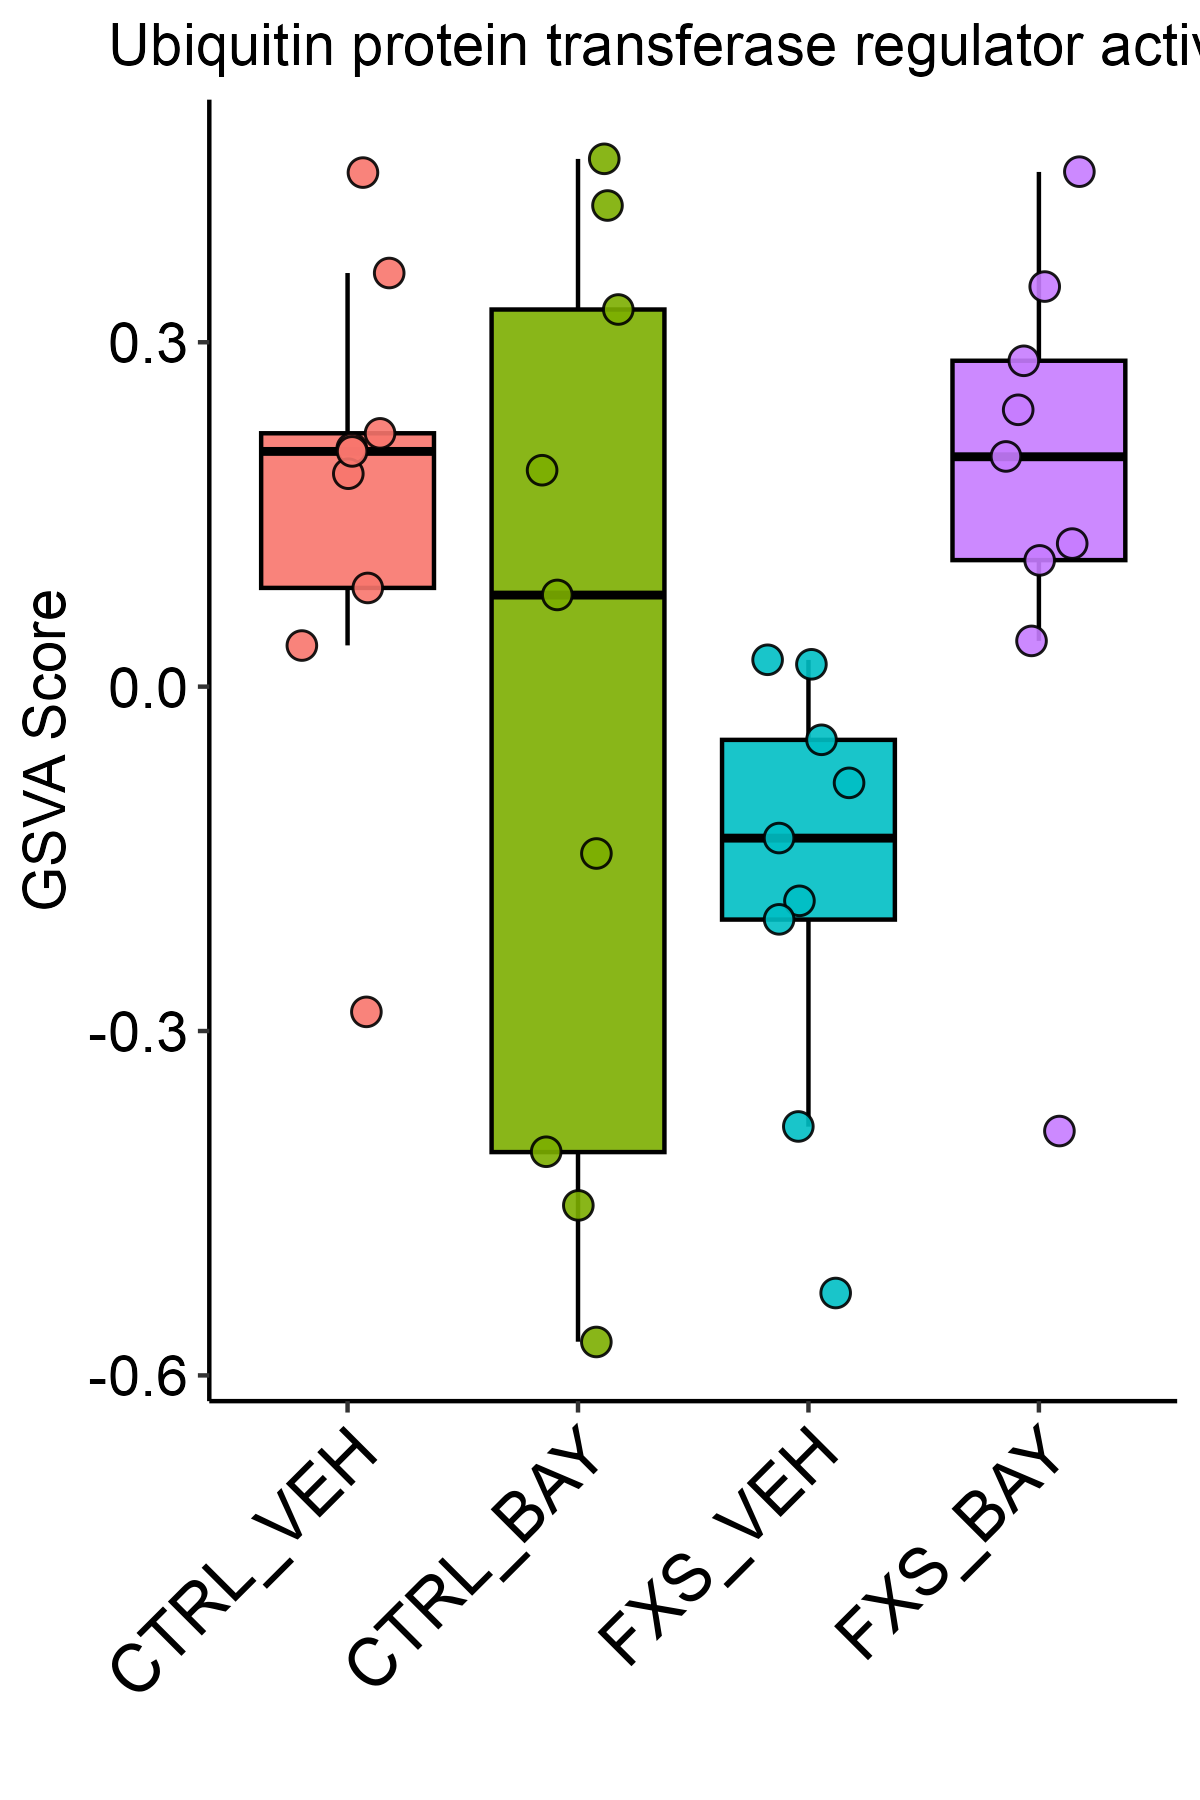 Ubiquitin protein transferase regulator activ
GSVA Score
0.3
0.0
-0.3
-0.6
CTRL_VEH
CTRL_BAY
FXS_VEH
FXS_BAY